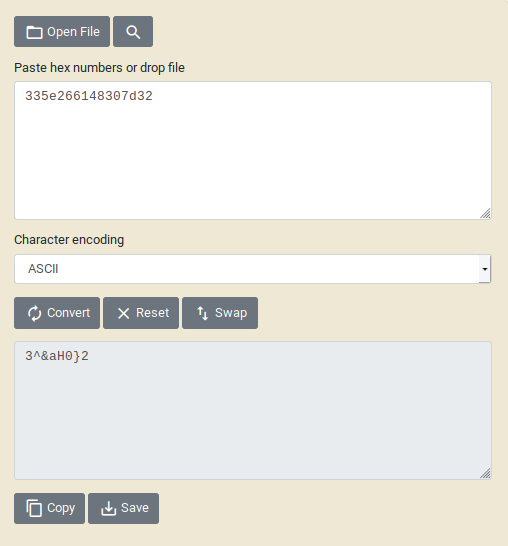 Open File
Paste hex numbers or drop file
335e266148307d32
Character encoding
ASCII
Convert Reset Swap
3^&aH0}2
Copy Save